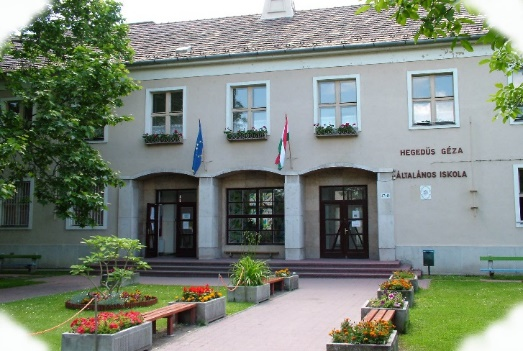 HEGEDŰS GÉZA
ÁLTALÁNOS ISKOLA